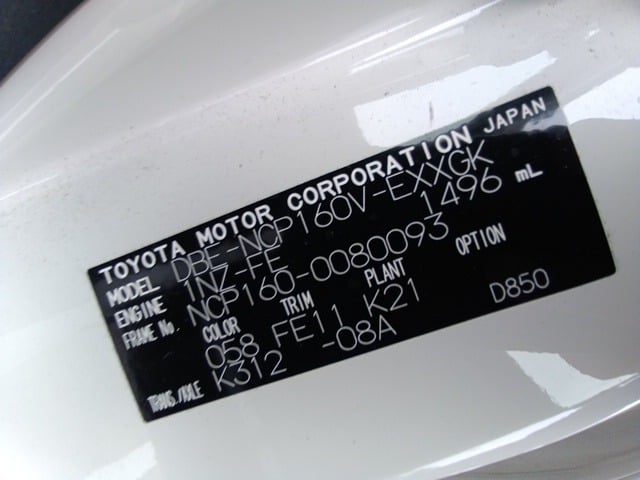 TOYOTA MOTOR CORPORATION JAPAN
MODEL DBE-NCP160V-EXXGK
ENGINE 1NZ-FE 1496 mL
FRAME No. NCP160-0080093
COLOR TRIM PLANT OPTION
058 FE11 K21 D850
TRANS./AXLE K312 -08A